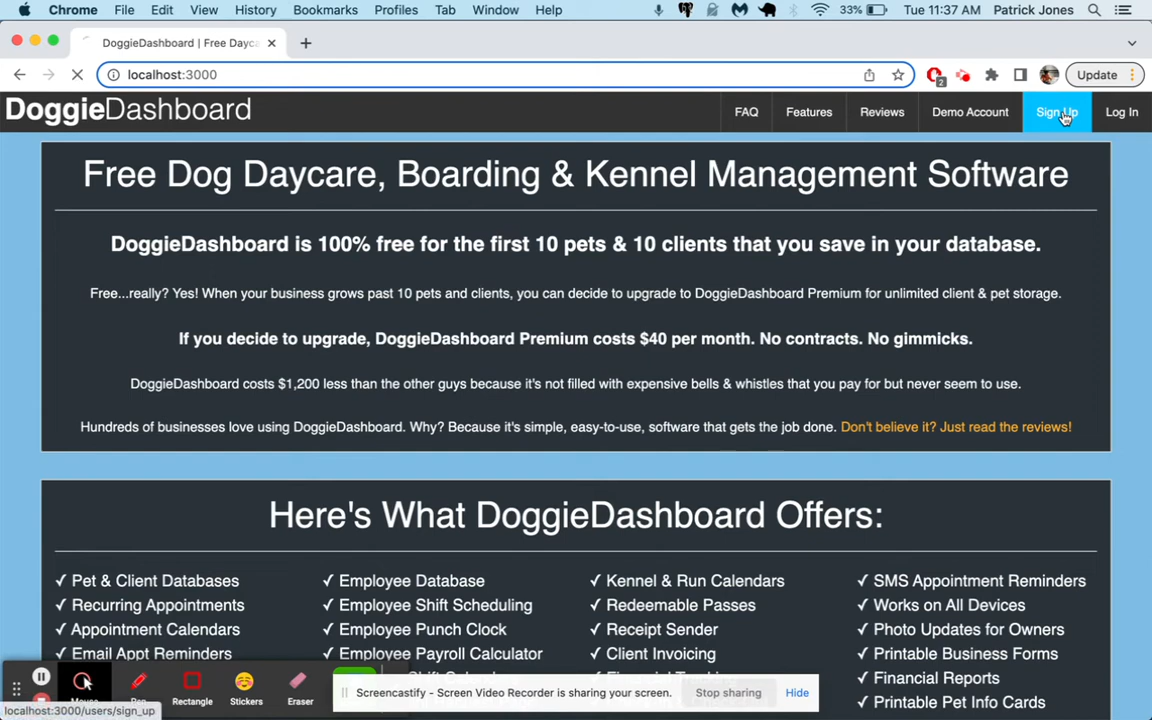 Chrome File Edit View History Bookmarks Profiles Tab Window Help 33% Tue 11:37 AM Patrick Jones
DoggieDashboard | Free Dayca
localhost:3000 2 Update
DoggieDashboard FAQ Features Reviews Demo Account Sign Up Log In
Free Dog Daycare, Boarding & Kennel Management Software
DoggieDashboard is 100% free for the first 10 pets & 10 clients that you save in your database.
Free...really? Yes! When your business grows past 10 pets and clients, you can decide to upgrade to DoggieDashboard Premium for unlimited client & pet storage.
If you decide to upgrade, DoggieDashboard Premium costs $40 per month. No contracts. No gimmicks.
DoggieDashboard costs $1,200 less than the other guys because it's not filled with expensive bells & whistles that you pay for but never seem to use.
Hundreds of businesses love using DoggieDashboard. Why? Because it's simple, easy-to-use, software that gets the job done. Don't believe it? Just read the reviews!
Here's What DoggieDashboard Offers:
✓ Pet & Client Databases ✓ Employee Database ✓ Kennel & Run Calendars ✓ SMS Appointment Reminders
✓ Recurring Appointments ✓ Employee Shift Scheduling ✓ Redeemable Passes ✓ Works on All Devices
✓ Appointment Calendars ✓ Employee Punch Clock ✓ Receipt Sender ✓ Photo Updates for Owners
✓ Email Appt Reminders ✓ Employee Payroll Calculator ✓ Client Invoicing ✓ Printable Business Forms
✓ Financial Reports
Screencastify - Screen Video Recorder is sharing your screen. Stop sharing Hide
Rectangle Stickers Eraser ✓ Printable Pet Info Cards
localhost:3000/users/sign_up